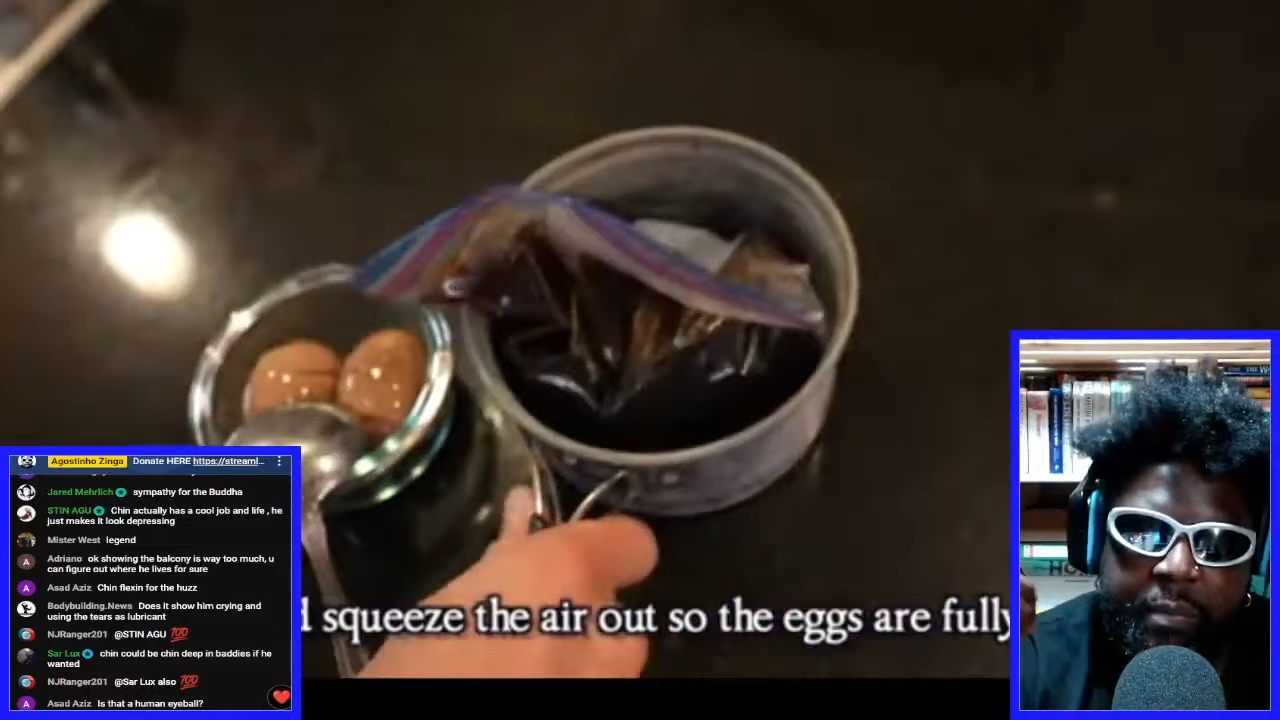 Agostinho Zinga Donate HERE https://streaml...
Jared Mehrlich sympathy for the Buddha
STIN AGU Chin actually has a cool job and life , he
just makes it look depressing
Mister West legend
Adriano ok showing the balcony is way too much, u
can figure out where he lives for sure
A
Asad Aziz Chin flexin for the huzz
A
Bodybuilding.News Does it show him crying and
using the tears as lubricant
NJRanger201 @STIN AGU 100
Sar Lux chin could be chin deep in baddies if he
wanted
NJRanger201 @Sar Lux also 100
Asad Aziz Is that a human eyeball?
A
d squeeze the air out so the eggs are fully